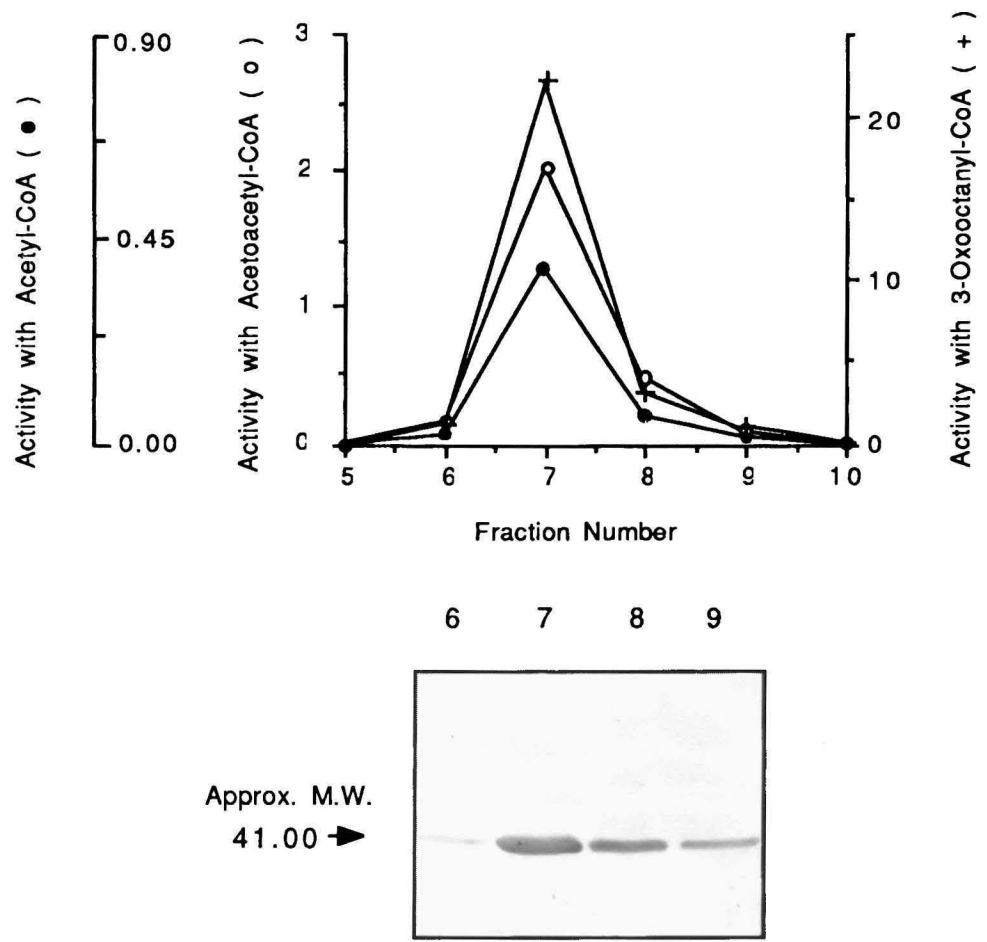 Activity with Acetyl-CoA ( ● )
0.90
0.45
0.00
Activity with Acetoacetyl-CoA ( o )
3
2
1
0
20
10
0
Activity with 3-Oxooctanyl-CoA ( + )
5 6 7 8 9 10
Fraction Number
6 7 8 9
Approx. M.W.
41.00